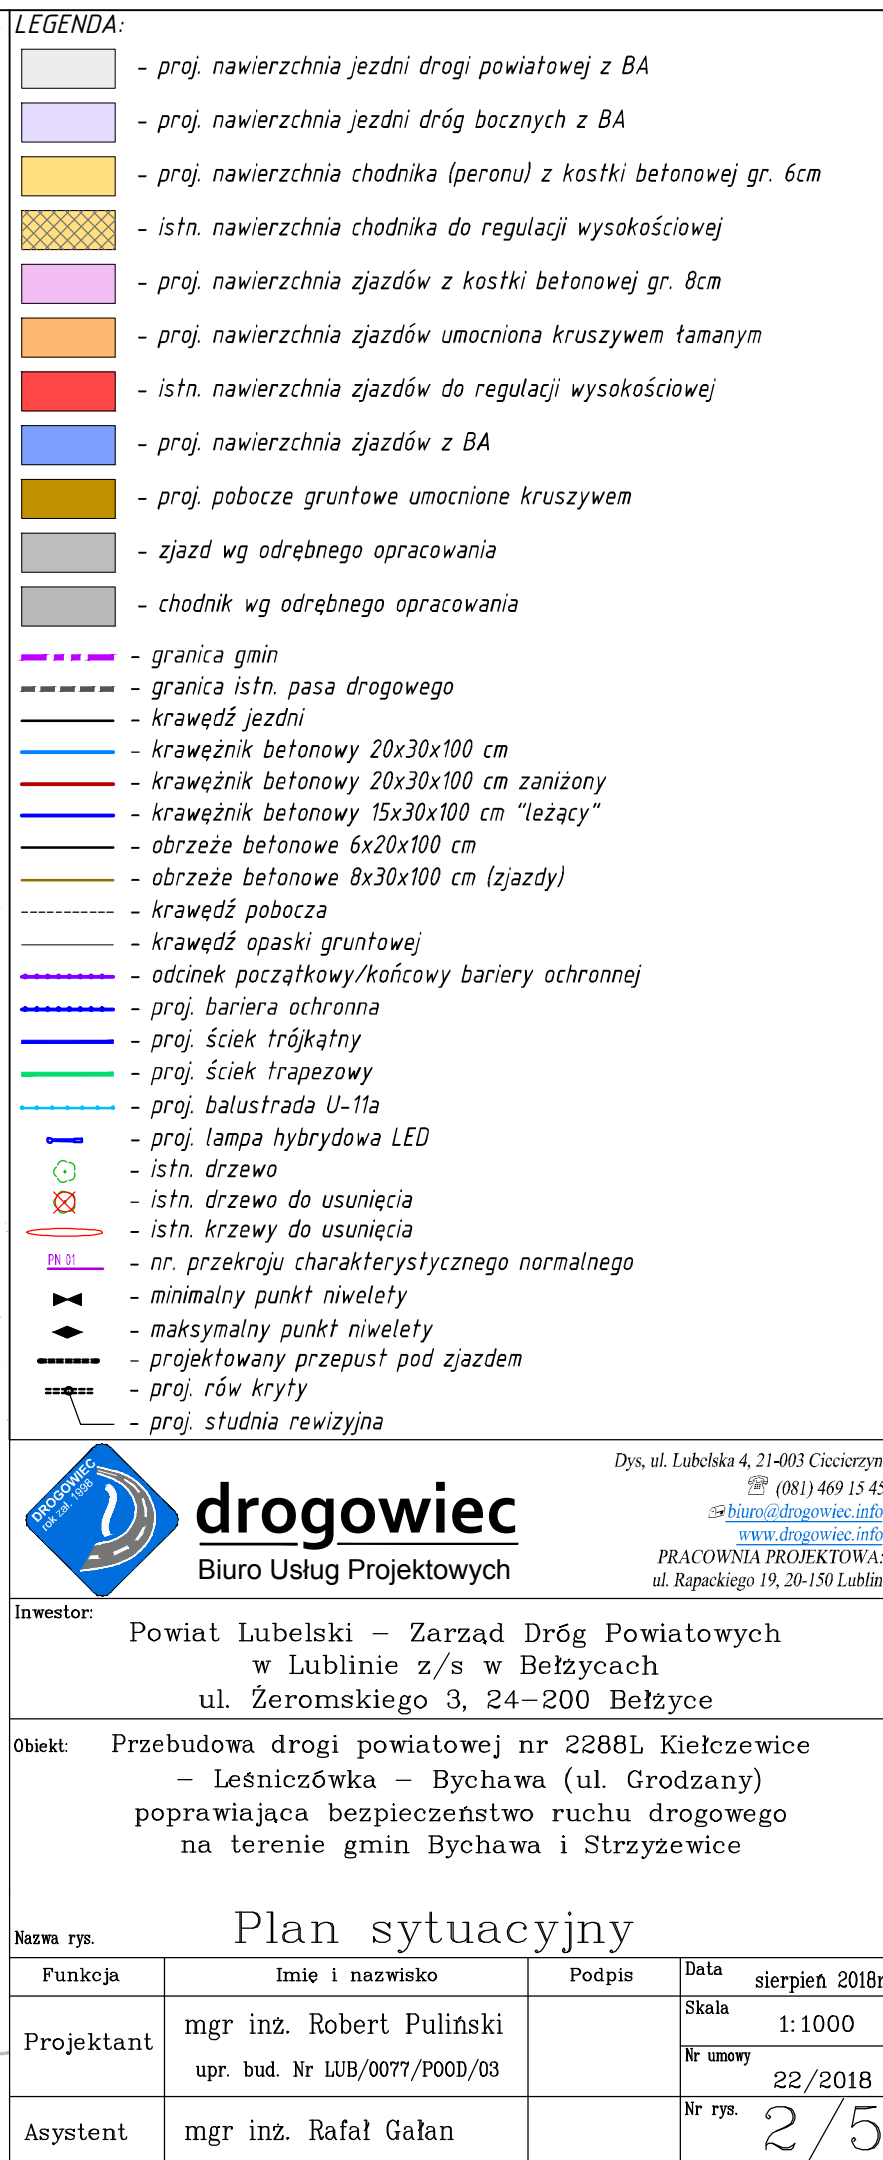 LEGENDA:
- proj. nawierzchnia jezdni drogi powiatowej z BA
- proj. nawierzchnia jezdni dróg bocznych z BA
- proj. nawierzchnia chodnika (peronu) z kostki betonowej gr. 6cm
- istn. nawierzchnia chodnika do regulacji wysokościowej
- proj. nawierzchnia zjazdów z kostki betonowej gr. 8cm
- proj. nawierzchnia zjazdów umocniona kruszywem łamanym
- istn. nawierzchnia zjazdów do regulacji wysokościowej
- proj. nawierzchnia zjazdów z BA
- proj. pobocze gruntowe umocnione kruszywem
- zjazd wg odrębnego opracowania
- chodnik wg odrębnego opracowania
- granica gmin
- granica istn. pasa drogowego
- krawędź jezdni
- krawężnik betonowy 20x30x100 cm
- krawężnik betonowy 20x30x100 cm zaniżony
- krawężnik betonowy 15x30x100 cm "leżący"
- obrzeże betonowe 6x20x100 cm
- obrzeże betonowe 8x30x100 cm (zjazdy)
- krawędź pobocza
- krawędź opaski gruntowej
- odcinek początkowy/końcowy bariery ochronnej
- proj. bariera ochronna
- proj. ściek trójkątny
- proj. ściek trapezowy
- proj. balustrada U-11a
- proj. lampa hybrydowa LED
- istn. drzewo
- istn. drzewo do usunięcia
- istn. krzewy do usunięcia
PN 01 - nr. przekroju charakterystycznego normalnego
- minimalny punkt niwelety
- maksymalny punkt niwelety
- projektowany przepust pod zjazdem
- proj. rów kryty
- proj. studnia rewizyjna
DROGOWIEC
rok zał. 1998
drogowiec
Biuro Usług Projektowych
Dys, ul. Lubelska 4, 21-003 Ciecierzyn
☏ (081) 469 15 45
biuro@drogowiec.info
www.drogowiec.info
PRACOWNIA PROJEKTOWA:
ul. Rapackiego 19, 20-150 Lublin
Inwestor:
Powiat Lubelski – Zarząd Dróg Powiatowych
w Lublinie z/s w Bełżycach
ul. Żeromskiego 3, 24–200 Bełżyce
Obiekt: Przebudowa drogi powiatowej nr 2288L Kiełczewice
– Leśniczówka – Bychawa (ul. Grodzany)
poprawiająca bezpieczeństwo ruchu drogowego
na terenie gmin Bychawa i Strzyżewice
Nazwa rys. Plan sytuacyjny
Funkcja Imię i nazwisko Podpis Data sierpień 2018r
Projektant mgr inż. Robert Puliński
upr. bud. Nr LUB/0077/POOD/03
Skala 1:1000
Nr umowy 22/2018
Asystent mgr inż. Rafał Gałan Nr rys. 2/5